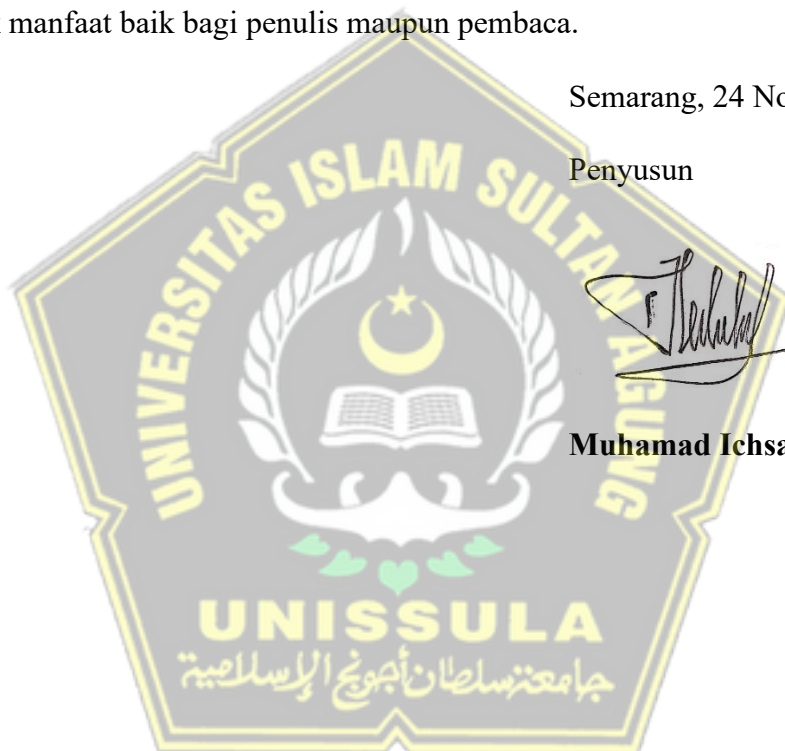 manfaat baik bagi penulis maupun pembaca.
Semarang, 24 No
Penyusun
Muhamad Ichsa
UNIVERSITAS ISLAM SULTAN AGUNG
UNISSULA
جامعة سلطان أجونج الإسلامية